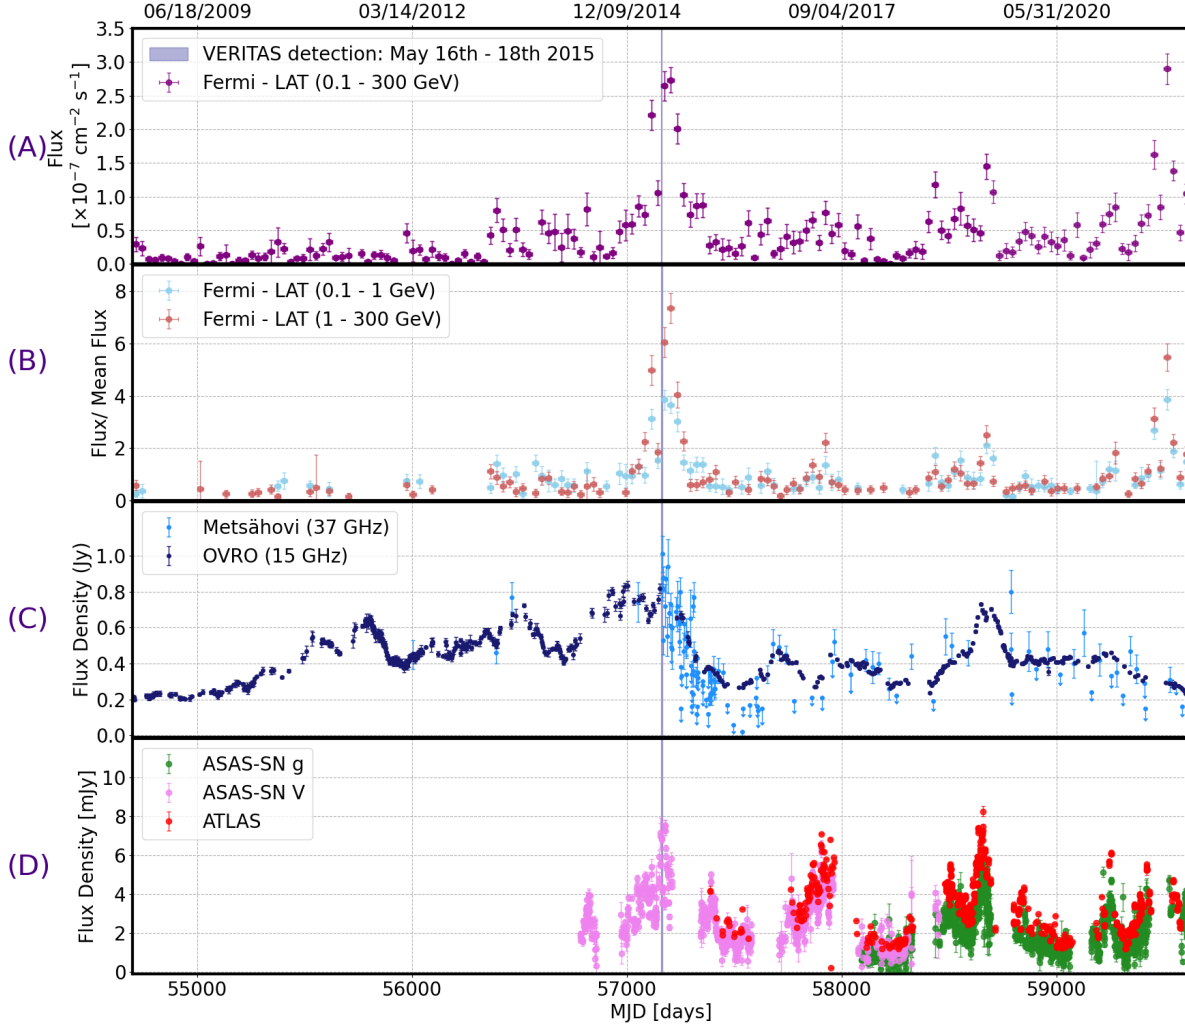 06/18/2009 03/14/2012 12/09/2014 09/04/2017 05/31/2020
(A)
Flux
[×10⁻⁷ cm⁻² s⁻¹]
3.5
3.0
2.5
2.0
1.5
1.0
0.5
0.0
VERITAS detection: May 16th - 18th 2015
Fermi - LAT (0.1 - 300 GeV)
(B)
Flux/ Mean Flux
8
6
4
2
0
Fermi - LAT (0.1 - 1 GeV)
Fermi - LAT (1 - 300 GeV)
(C)
Flux Density (Jy)
1.0
0.8
0.6
0.4
0.2
0.0
Metsähovi (37 GHz)
OVRO (15 GHz)
(D)
Flux Density [mJy]
10
8
6
4
2
0
ASAS-SN g
ASAS-SN V
ATLAS
55000 56000 57000 58000 59000
MJD [days]